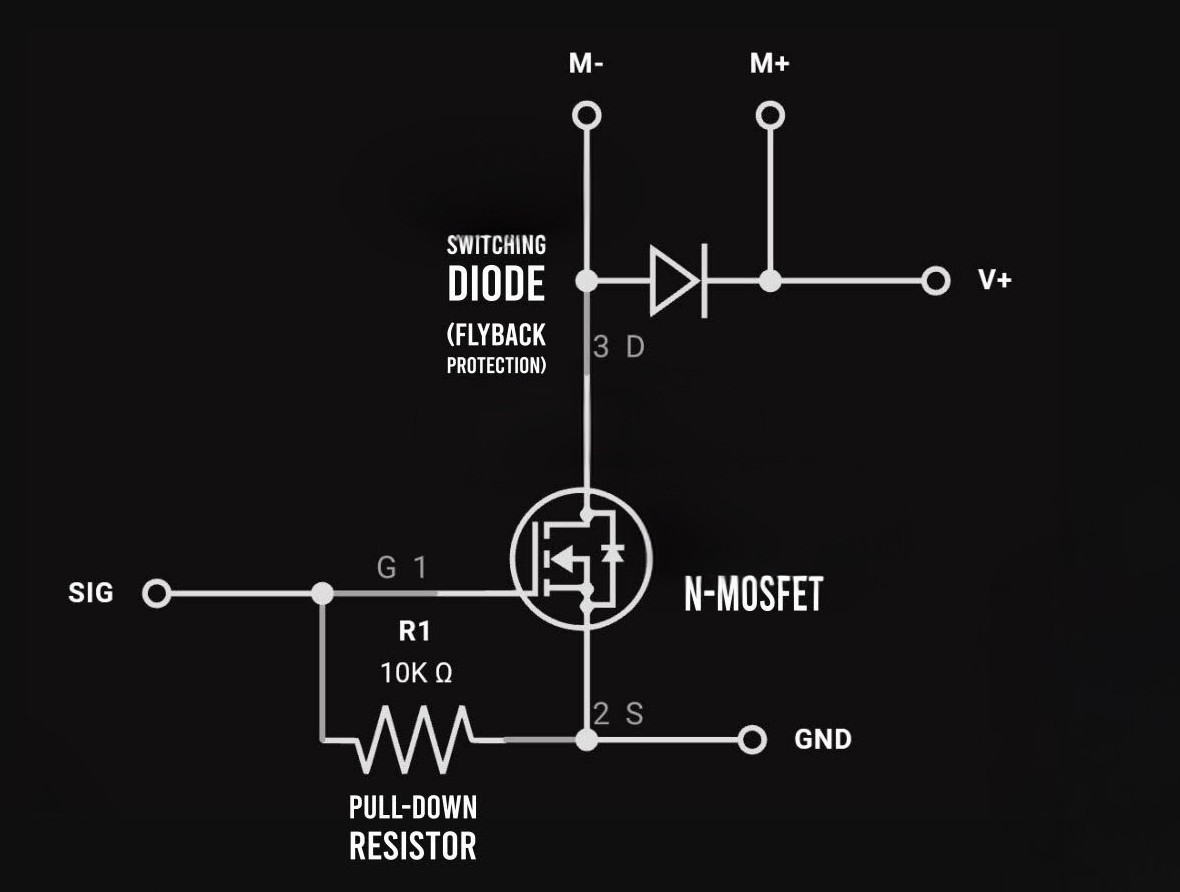 M-
M+
SWITCHING
DIODE
(FLYBACK
PROTECTION)
V+
3 D
SIG
G 1
N-MOSFET
R1
10K Ω
2 S
GND
PULL-DOWN
RESISTOR